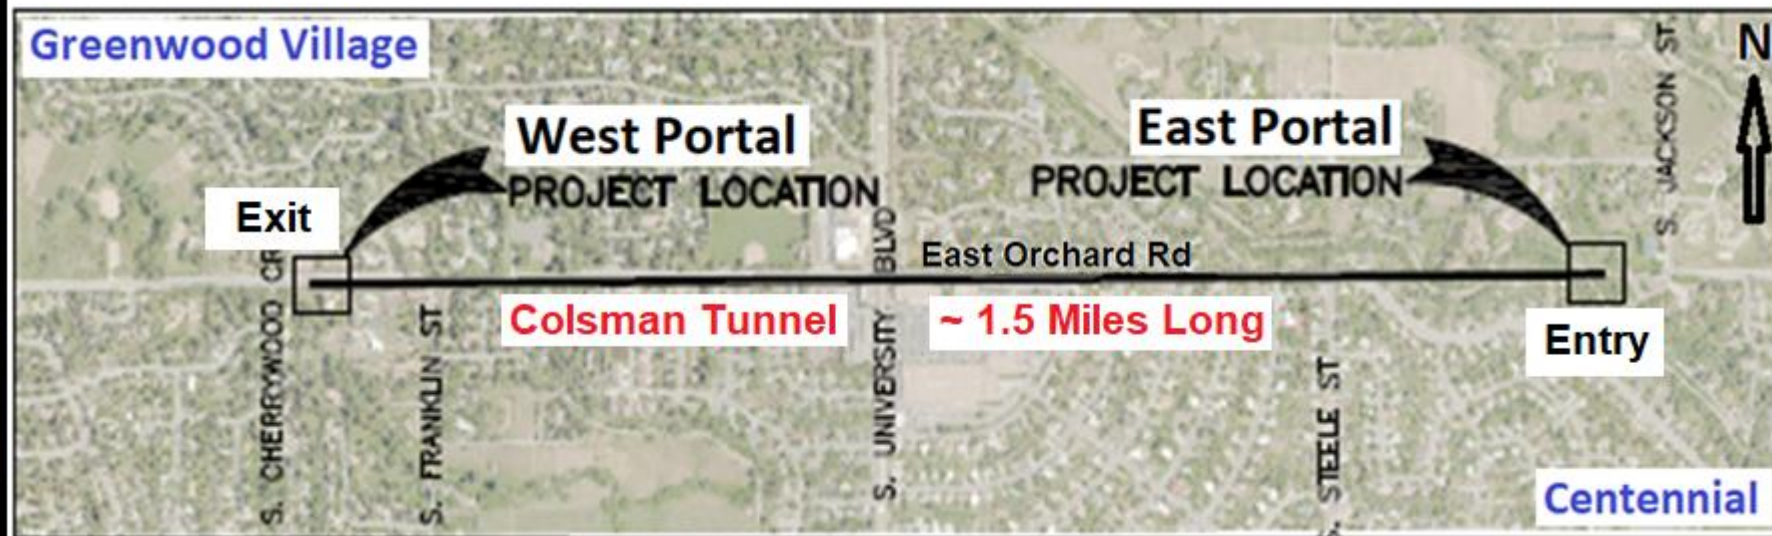 Greenwood Village
N
S. JACKSON ST.
West Portal
PROJECT LOCATION
East Portal
PROJECT LOCATION
Exit
East Orchard Rd
Colsman Tunnel
~ 1.5 Miles Long
Entry
S. CHERRYWOOD CR
S. FRANKLIN ST
S. UNIVERSITY BLVD
S. STEELE ST
Centennial